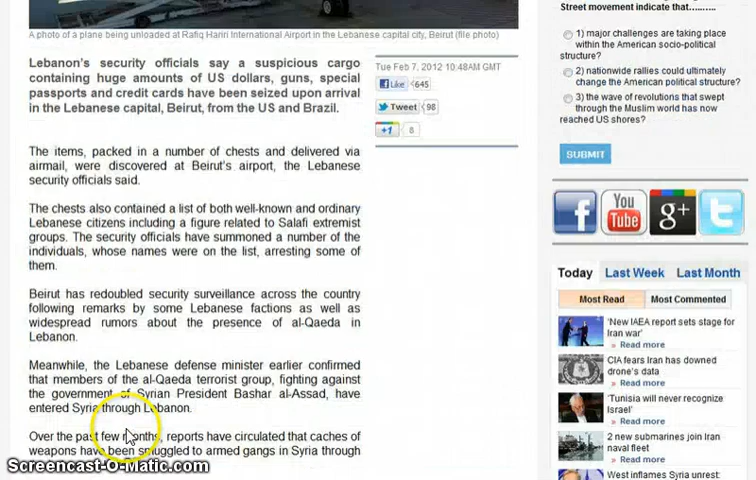 A photo of a plane being unloaded at Rafiq Hariri International Airport in the Lebanese capital city, Beirut (file photo)
Lebanon's security officials say a suspicious cargo
containing huge amounts of US dollars, guns, special
passports and credit cards have been seized upon arrival
in the Lebanese capital, Beirut, from the US and Brazil.
The items, packed in a number of chests and delivered via
airmail, were discovered at Beirut's airport, the Lebanese
security officials said.
The chests also contained a list of both well-known and ordinary
Lebanese citizens including a figure related to Salafi extremist
groups. The security officials have summoned a number of the
individuals, whose names were on the list, arresting some of
them.
Beirut has redoubled security surveillance across the country
following remarks by some Lebanese factions as well as
widespread rumors about the presence of al-Qaeda in
Lebanon.
Meanwhile, the Lebanese defense minister earlier confirmed
that members of the al-Qaeda terrorist group, fighting against
the government of Syrian President Bashar al-Assad, have
entered Syria through Lebanon.
Over the past few months, reports have circulated that caches of
weapons have been smuggled to armed gangs in Syria through
Screencast-O-Matic.com
Tue Feb 7, 2012 10:48AM GMT
Like 645
Tweet 98
+1 8
Street movement indicate that.........
1) major challenges are taking place
within the American socio-political
structure?
2) nationwide rallies could ultimately
change the American political structure?
3) the wave of revolutions that swept
through the Muslim world has now
reached US shores?
SUBMIT
f You Tube g+ t
Today Last Week Last Month
Most Read Most Commented
'New IAEA report sets stage for
Iran war'
» Read more
CIA fears Iran has downed
drone's data
» Read more
'Tunisia will never recognize
Israel'
» Read more
2 new submarines join Iran
naval fleet
» Read more
West inflames Syria unrest: